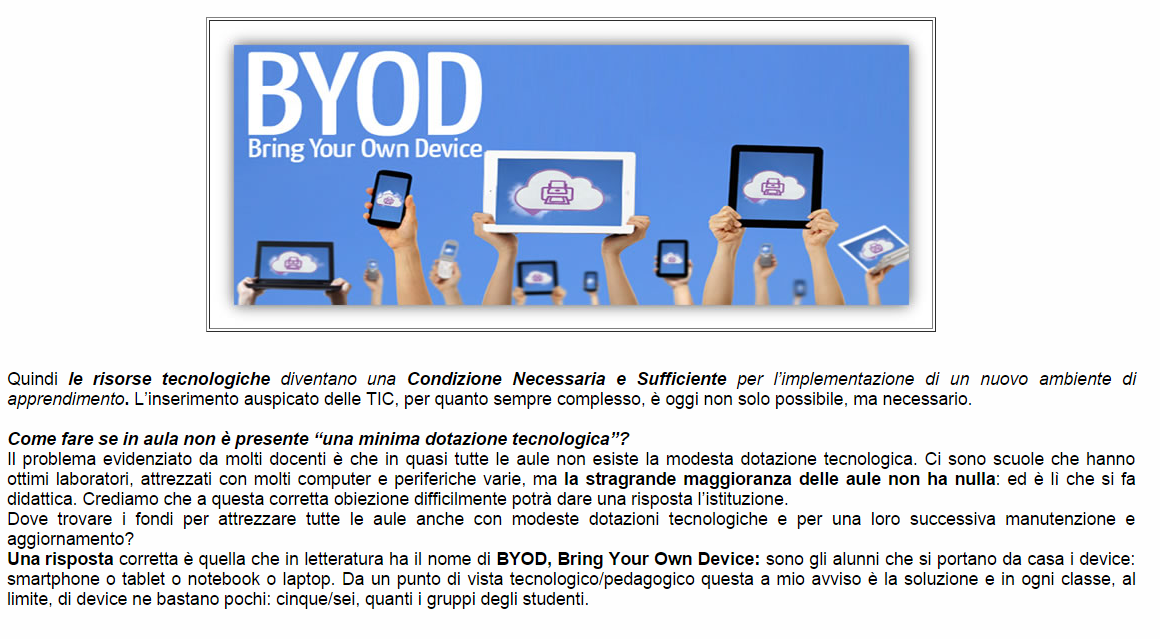 BYOD
Bring Your Own Device
Quindi le risorse tecnologiche diventano una Condizione Necessaria e Sufficiente per l’implementazione di un nuovo ambiente di
apprendimento. L’inserimento auspicato delle TIC, per quanto sempre complesso, è oggi non solo possibile, ma necessario.
Come fare se in aula non è presente “una minima dotazione tecnologica”?
Il problema evidenziato da molti docenti è che in quasi tutte le aule non esiste la modesta dotazione tecnologica. Ci sono scuole che hanno
ottimi laboratori, attrezzati con molti computer e periferiche varie, ma la stragrande maggioranza delle aule non ha nulla: ed è lì che si fa
didattica. Crediamo che a questa corretta obiezione difficilmente potrà dare una risposta l’istituzione.
Dove trovare i fondi per attrezzare tutte le aule anche con modeste dotazioni tecnologiche e per una loro successiva manutenzione e
aggiornamento?
Una risposta corretta è quella che in letteratura ha il nome di BYOD, Bring Your Own Device: sono gli alunni che si portano da casa i device:
smartphone o tablet o notebook o laptop. Da un punto di vista tecnologico/pedagogico questa a mio avviso è la soluzione e in ogni classe, al
limite, di device ne bastano pochi: cinque/sei, quanti i gruppi degli studenti.